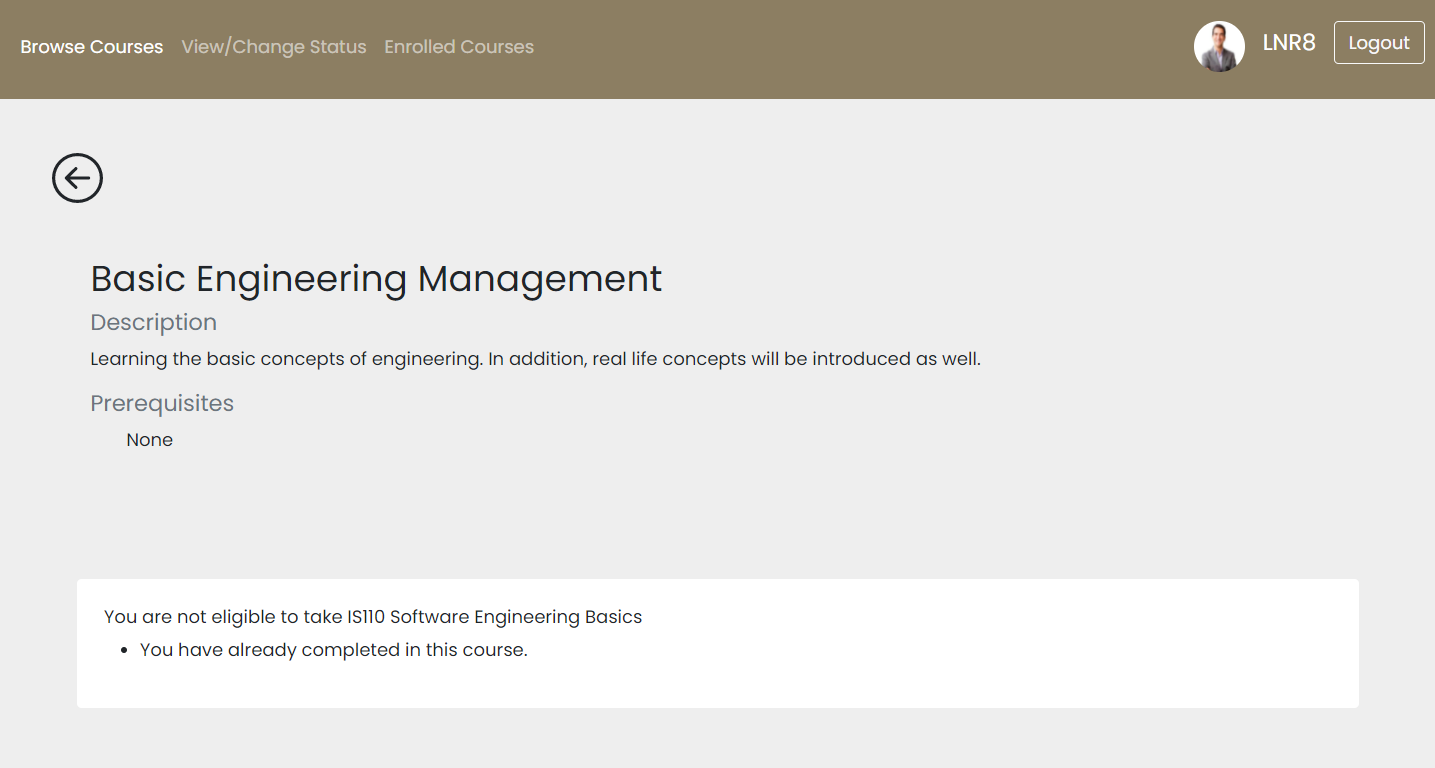 Browse Courses View/Change Status Enrolled Courses LNR8 Logout
Basic Engineering Management
Description
Learning the basic concepts of engineering. In addition, real life concepts will be introduced as well.
Prerequisites
None
You are not eligible to take IS110 Software Engineering Basics
• You have already completed in this course.